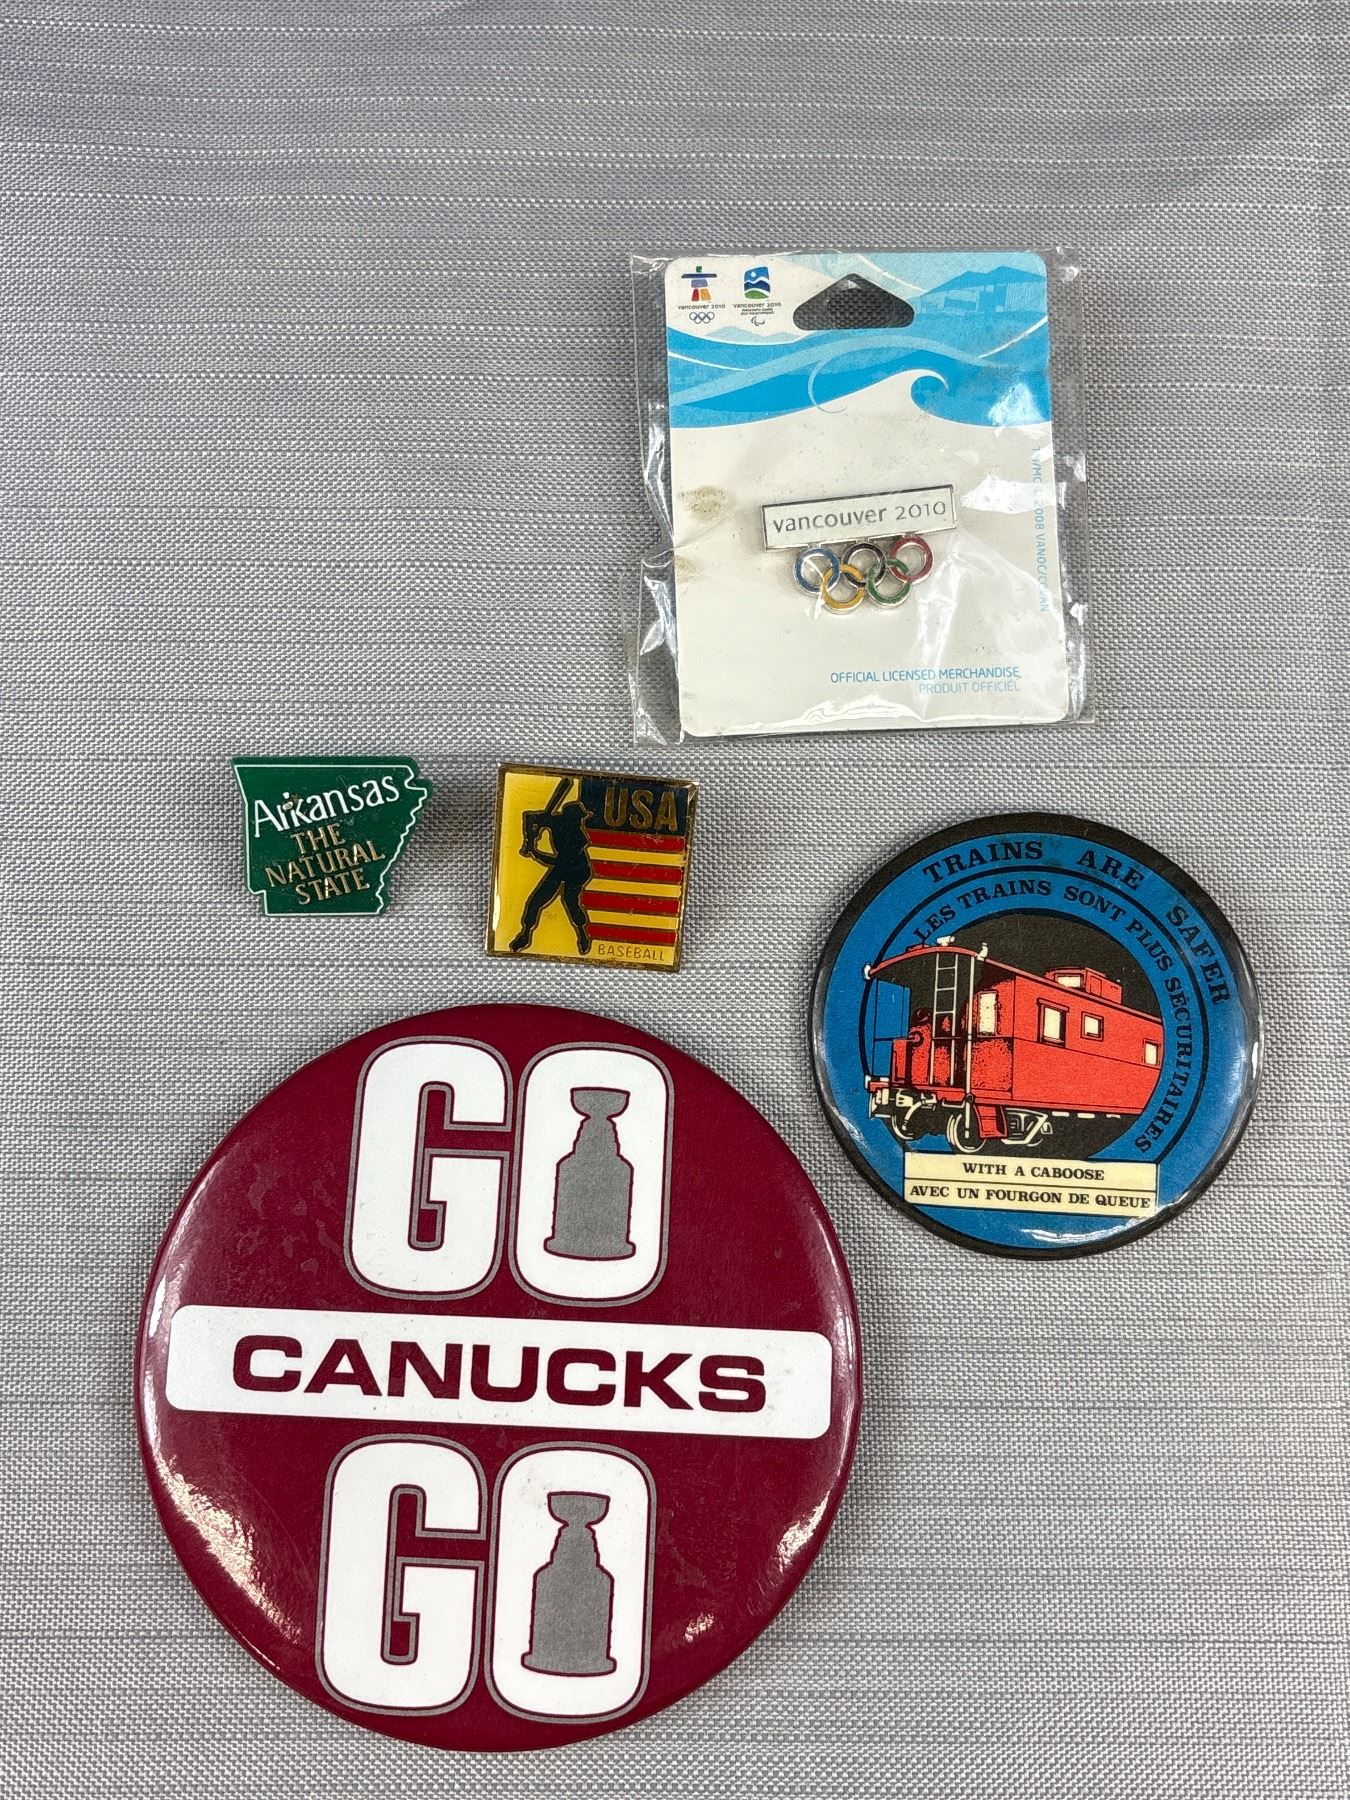 vancouver 2010
vancouver 2010
vancouver 2010
OFFICIAL LICENSED MERCHANDISE
PRODUIT OFFICIEL
Arkansas
THE
NATURAL
STATE
USA
BASEBALL
TRAINS ARE SAFER
LES TRAINS SONT PLUS SÉCURITAIRES
WITH A CABOOSE
AVEC UN FOURGON DE QUEUE
GO
CANUCKS
GO